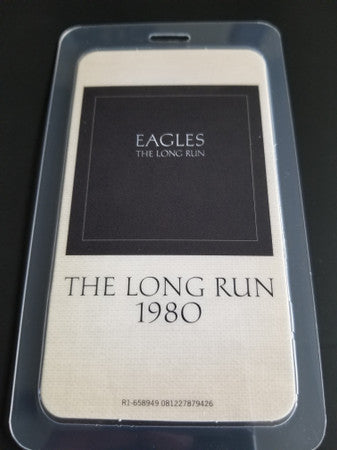 EAGLES
THE LONG RUN
THE LONG RUN
1980
R1-658949 081227879426